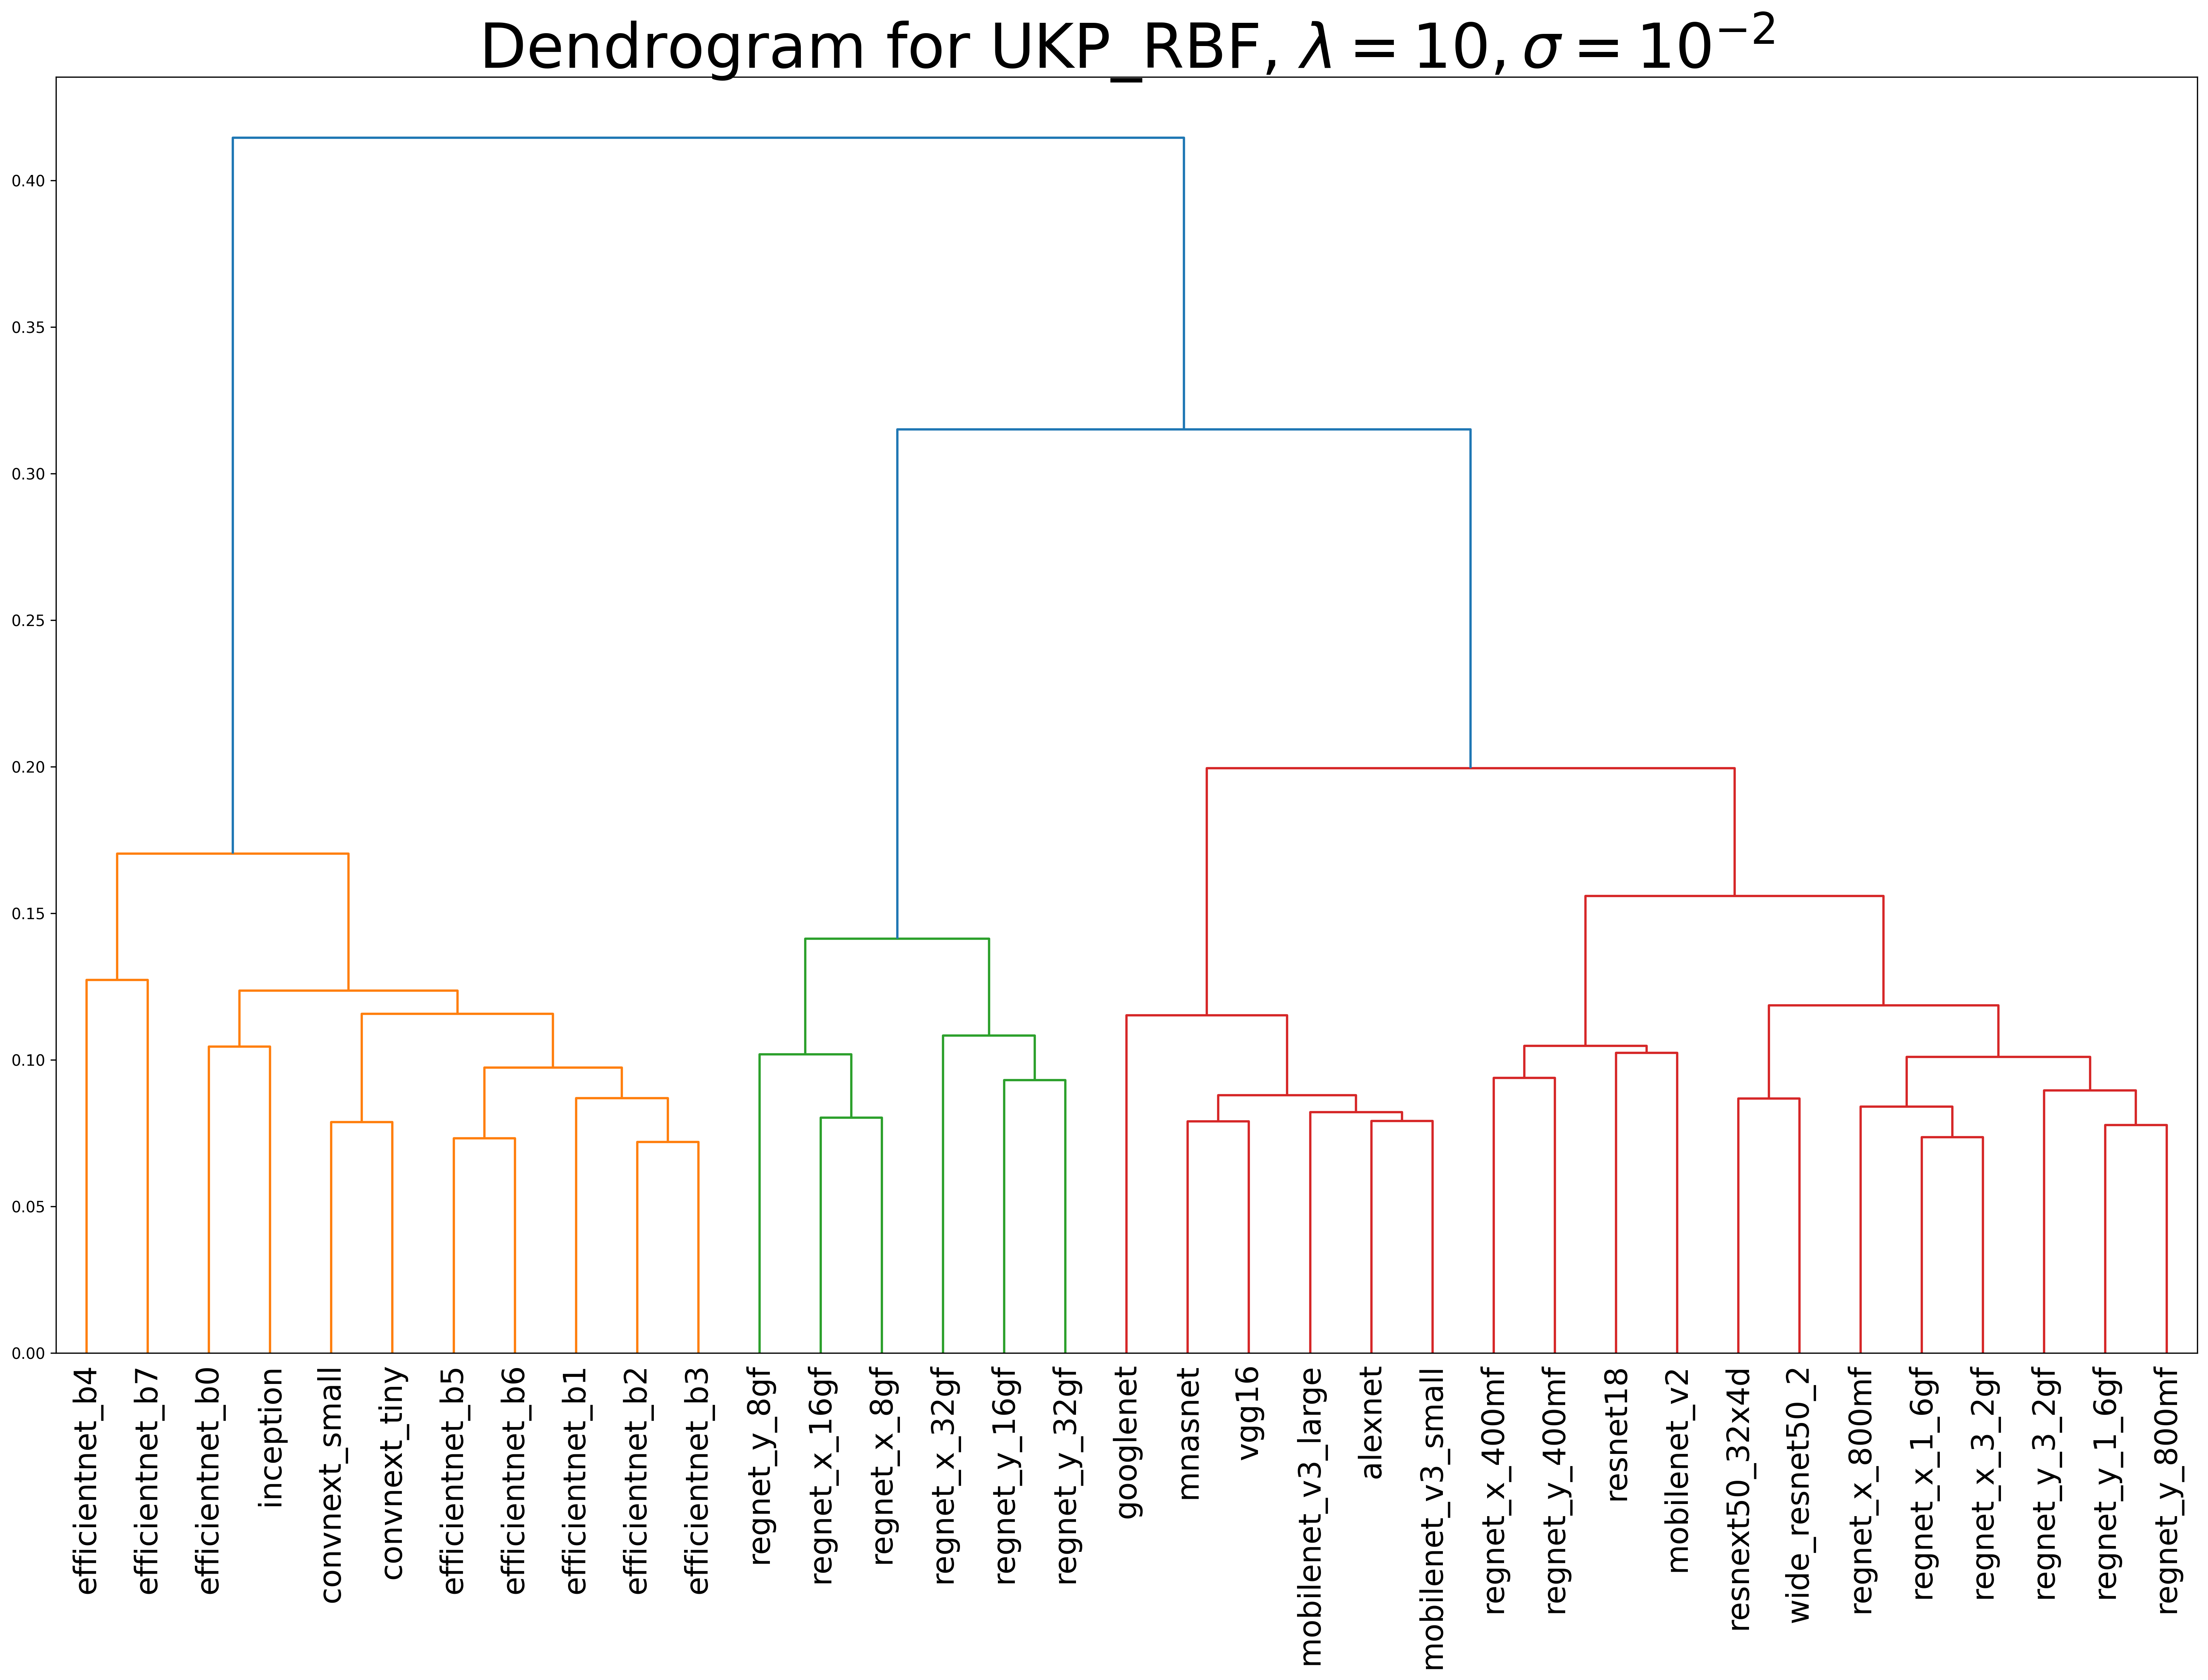 Dendrogram for UKP_RBF, λ = 10, σ = 10⁻²
0.40
0.35
0.30
0.25
0.20
0.15
0.10
0.05
0.00
efficientnet_b4
efficientnet_b7
efficientnet_b0
inception
convnext_small
convnext_tiny
efficientnet_b5
efficientnet_b6
efficientnet_b1
efficientnet_b2
efficientnet_b3
regnet_y_8gf
regnet_x_16gf
regnet_x_8gf
regnet_x_32gf
regnet_y_16gf
regnet_y_32gf
googlenet
mnasnet
vgg16
mobilenet_v3_large
alexnet
mobilenet_v3_small
regnet_x_400mf
regnet_y_400mf
resnet18
mobilenet_v2
resnext50_32x4d
wide_resnet50_2
regnet_x_800mf
regnet_x_1_6gf
regnet_x_3_2gf
regnet_y_3_2gf
regnet_y_1_6gf
regnet_y_800mf